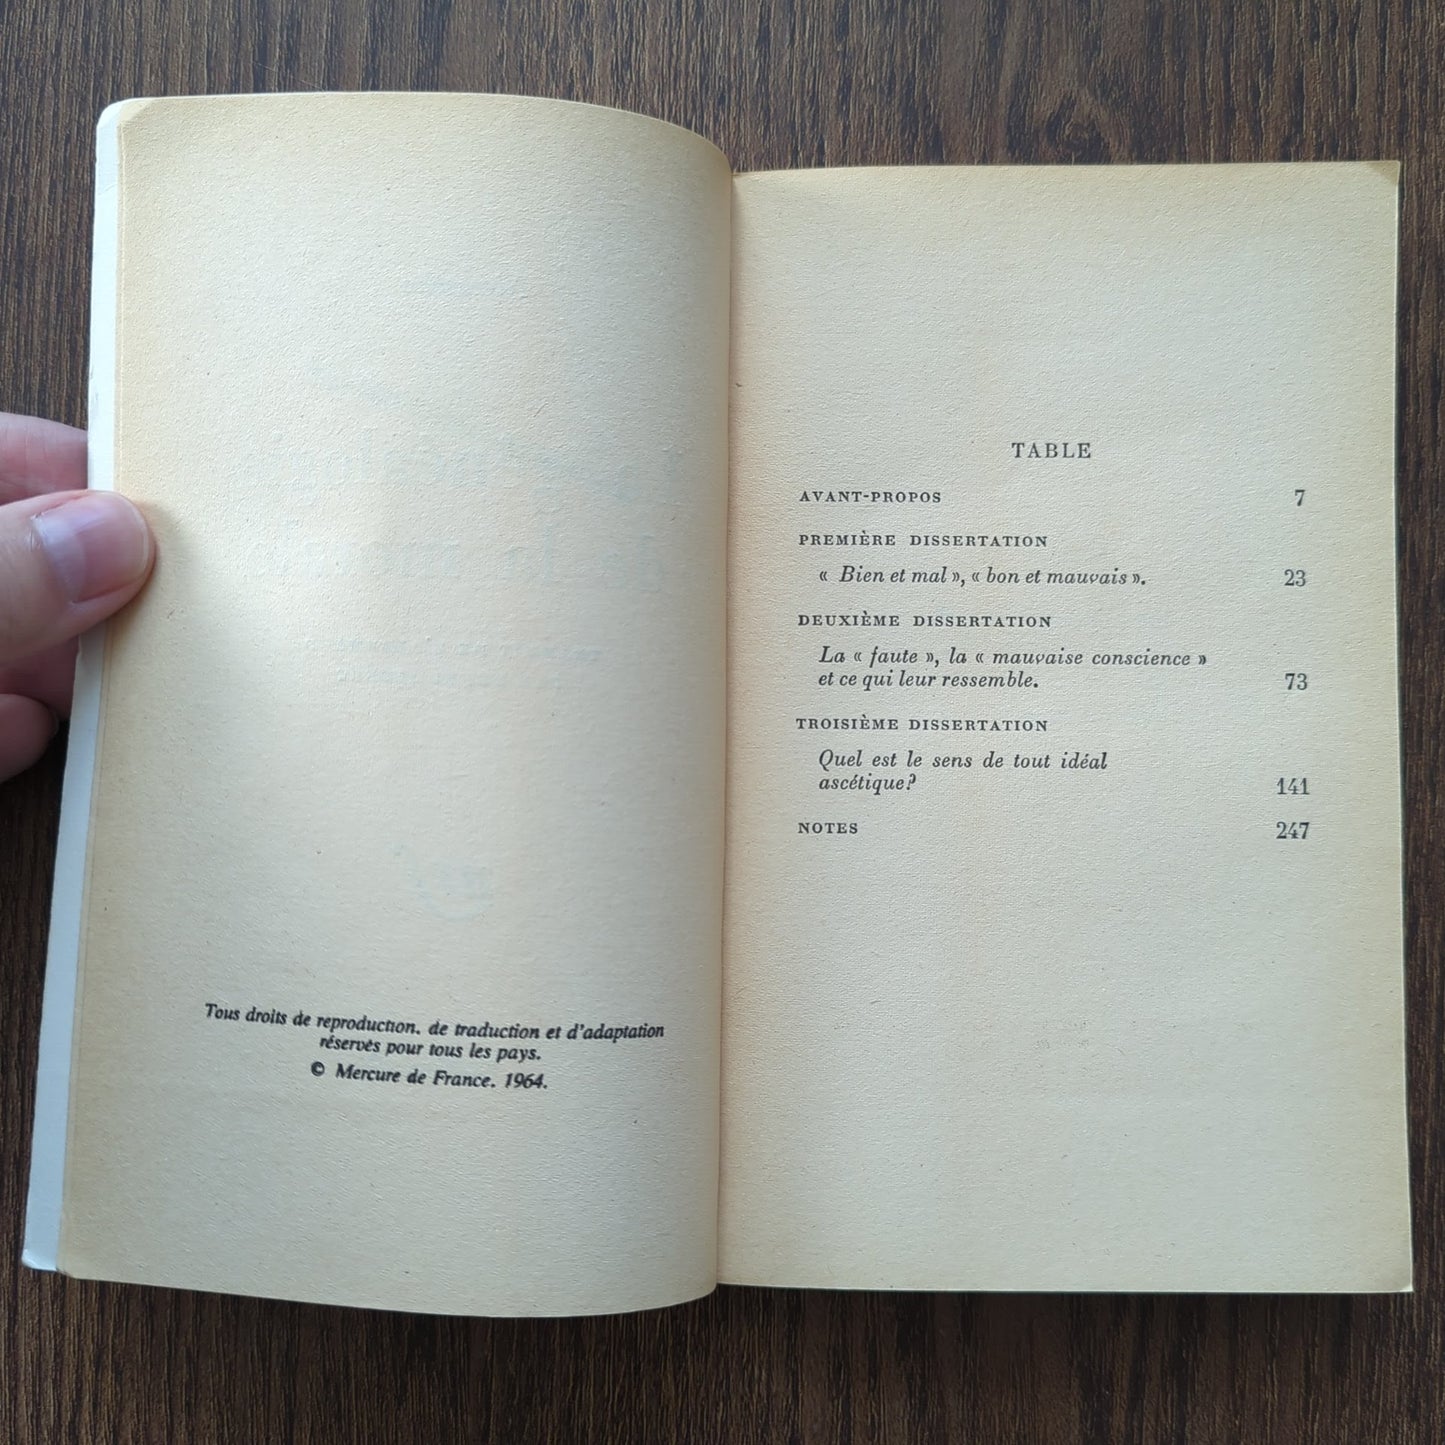 Tous droits de reproduction, de traduction et d'adaptation
réservés pour tous les pays.
© Mercure de France, 1964.
TABLE
AVANT-PROPOS 7
PREMIÈRE DISSERTATION
« Bien et mal », « bon et mauvais ». 23
DEUXIÈME DISSERTATION
La « faute », la « mauvaise conscience »
et ce qui leur ressemble. 73
TROISIÈME DISSERTATION
Quel est le sens de tout idéal
ascétique? 141
NOTES 247